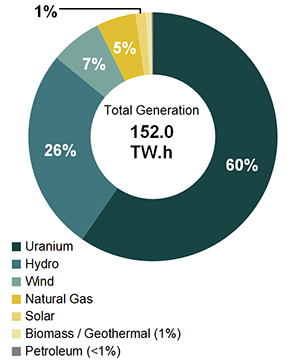 1%
5%
7%
26%
60%
Total Generation
152.0
TW.h
Uranium
Hydro
Wind
Natural Gas
Solar
Biomass / Geothermal (1%)
Petroleum (<1%)